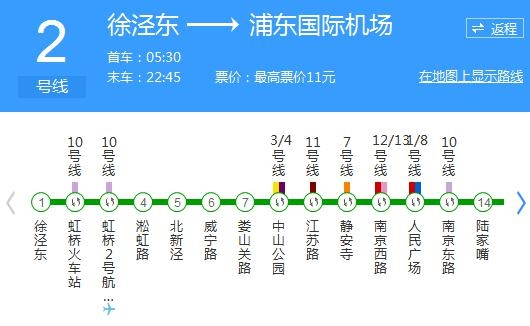 2
号线
徐泾东 浦东国际机场
首车：05:30
末车：22:45
票价：最高票价11元
返程
在地图上显示路线
10号线
10号线
3/4号线
11号线
7号线
12/13号线
1/8号线
10号线
1
4
5
6
7
14
徐泾东
虹桥火车站
虹桥2号航...
淞虹路
北新泾
威宁路
娄山关路
中山公园
江苏路
静安寺
南京西路
人民广场
南京东路
陆家嘴